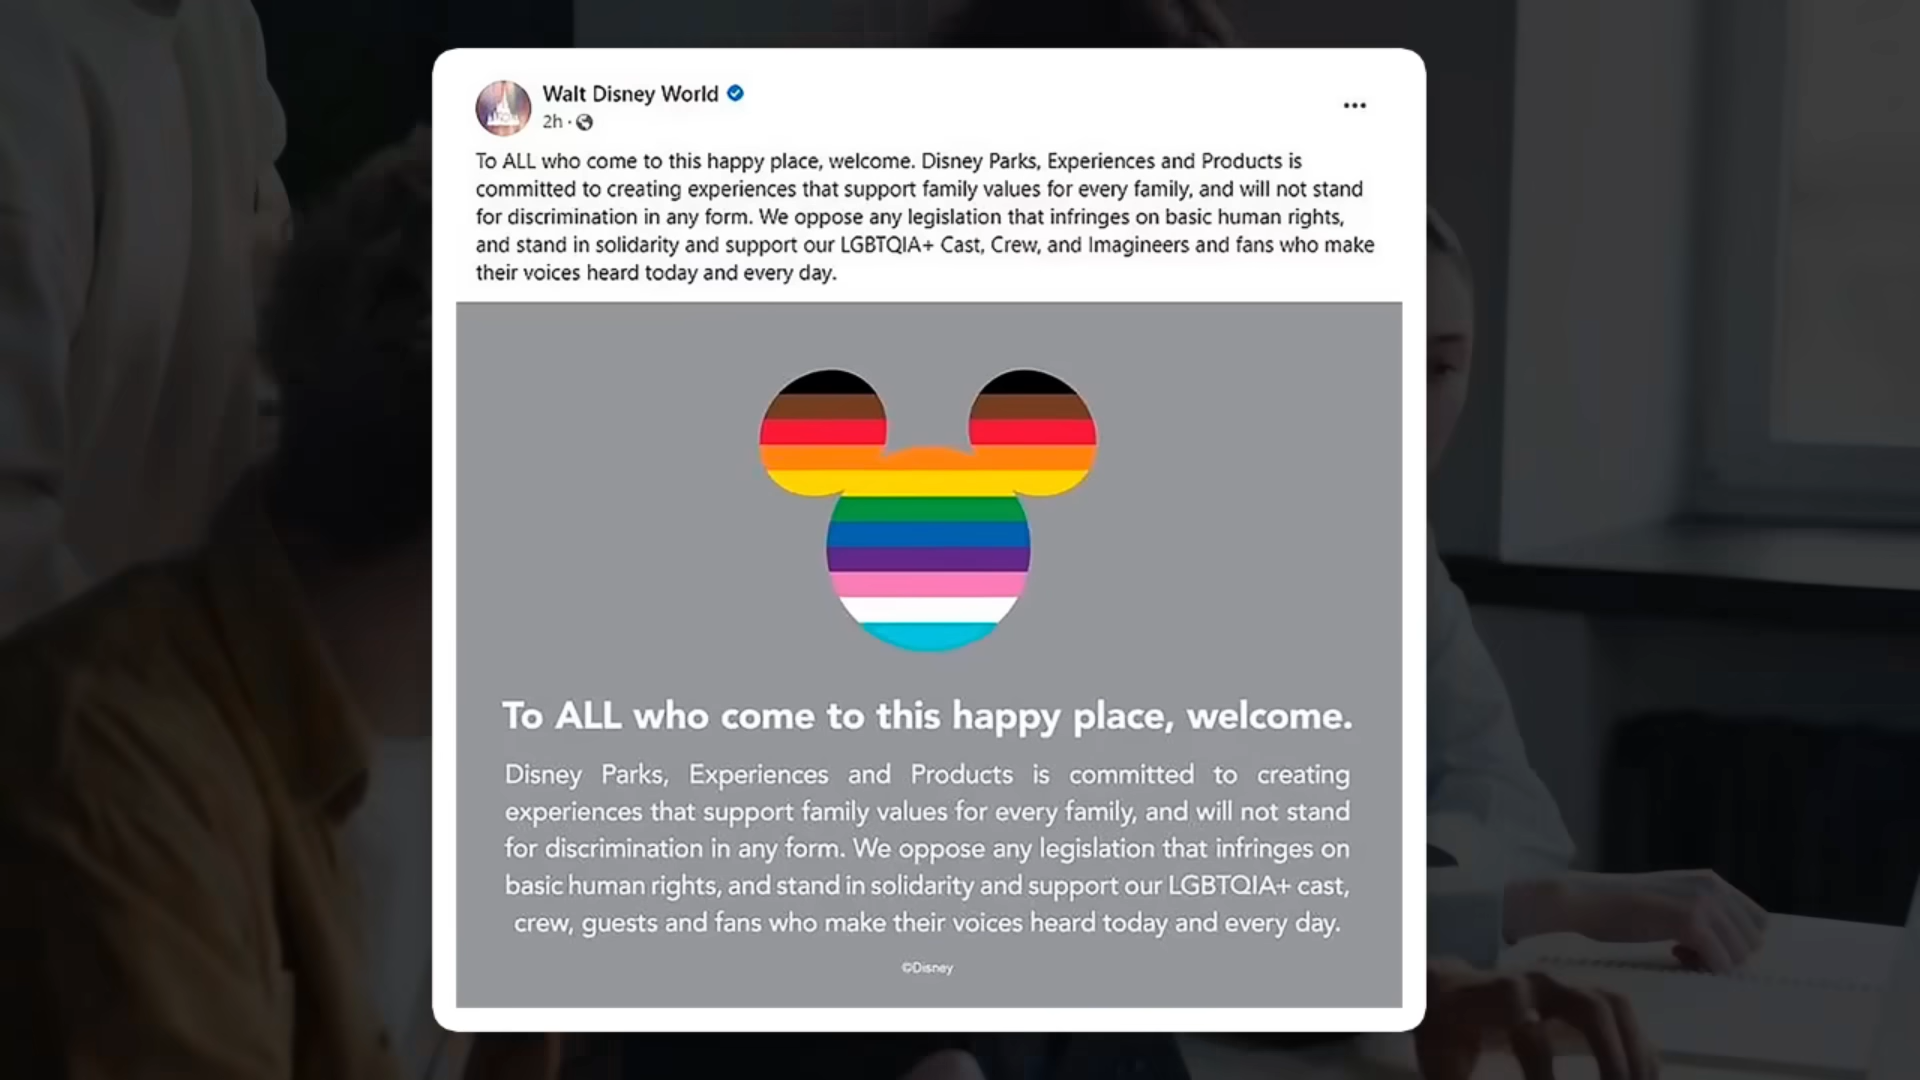 Walt Disney World
2h ·
To ALL who come to this happy place, welcome. Disney Parks, Experiences and Products is
committed to creating experiences that support family values for every family, and will not stand
for discrimination in any form. We oppose any legislation that infringes on basic human rights,
and stand in solidarity and support our LGBTQIA+ Cast, Crew, and Imagineers and fans who make
their voices heard today and every day.
To ALL who come to this happy place, welcome.
Disney Parks, Experiences and Products is committed to creating
experiences that support family values for every family, and will not stand
for discrimination in any form. We oppose any legislation that infringes on
basic human rights, and stand in solidarity and support our LGBTQIA+ cast,
crew, guests and fans who make their voices heard today and every day.
©Disney